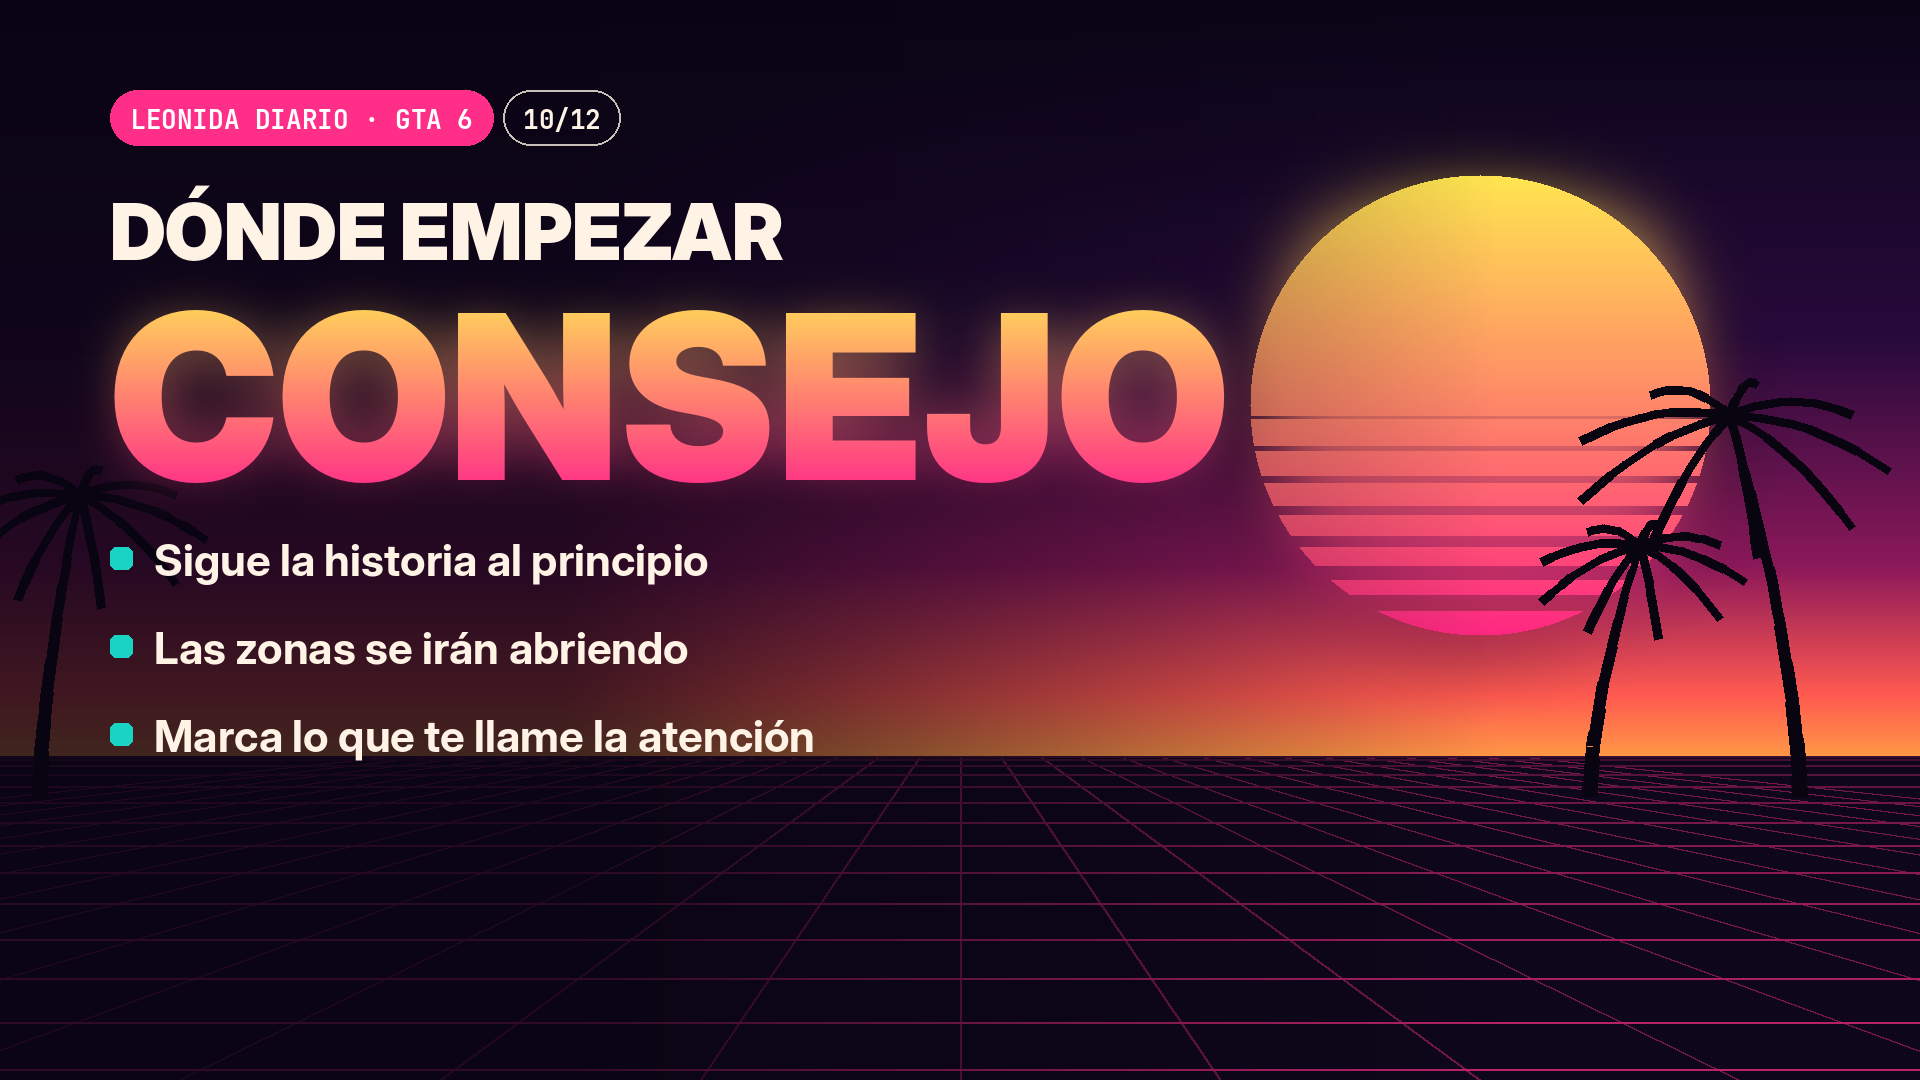 LEONIDA DIARIO · GTA 6
10/12
DÓNDE EMPEZAR
CONSEJO
Sigue la historia al principio
Las zonas se irán abriendo
Marca lo que te llame la atención